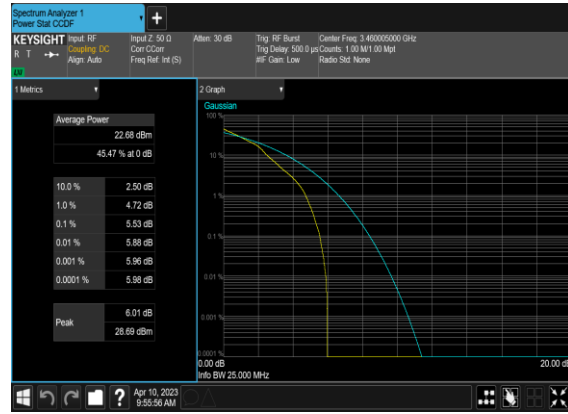 Spectrum Analyzer 1
Power Stat CCDF
+
KEYSIGHT
R T
LXI
Input: RF
Coupling: DC
Align: Auto
Input Z: 50 Ω
Corr CCorr
Freq Ref: Int (S)
Atten: 30 dB
Trig: RF Burst
Trig Delay: 500.0 µs
#IF Gain: Low
Center Freq: 3.460005000 GHz
Counts: 1.00 M/1.00 Mpt
Radio Std: None
1 Metrics
Average Power
22.68 dBm
45.47 % at 0 dB
10.0 % 2.50 dB
1.0 % 4.72 dB
0.1 % 5.53 dB
0.01 % 5.88 dB
0.001 % 5.96 dB
0.0001 % 5.98 dB
Peak
6.01 dB
28.69 dBm
2 Graph
Gaussian
100 %
10 %
1 %
0.1 %
0.01 %
0.001 %
0.0001 %
0.00 dB
20.00 dB
Info BW 25.000 MHz
?
Apr 10, 2023
9:55:56 AM